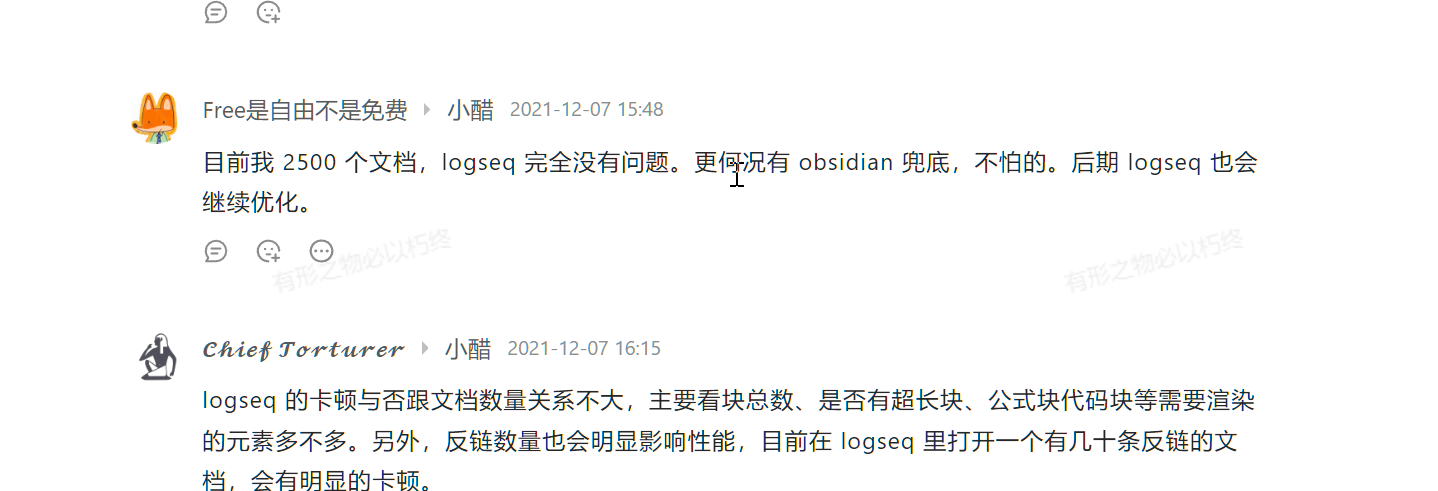 Free是自由不是免费 小醋 2021-12-07 15:48
目前我 2500 个文档，logseq 完全没有问题。更何况有 obsidian 兜底，不怕的。后期 logseq 也会
继续优化。
有形之物必以朽终 有形之物必以朽终
𝓒𝓱𝓲𝓮𝓯 𝓣𝓸𝓻𝓽𝓾𝓻𝓮𝓻 小醋 2021-12-07 16:15
logseq 的卡顿与否跟文档数量关系不大，主要看块总数、是否有超长块、公式块代码块等需要渲染
的元素多不多。另外，反链数量也会明显影响性能，目前在 logseq 里打开一个有几十条反链的文
档，会有明显的卡顿。